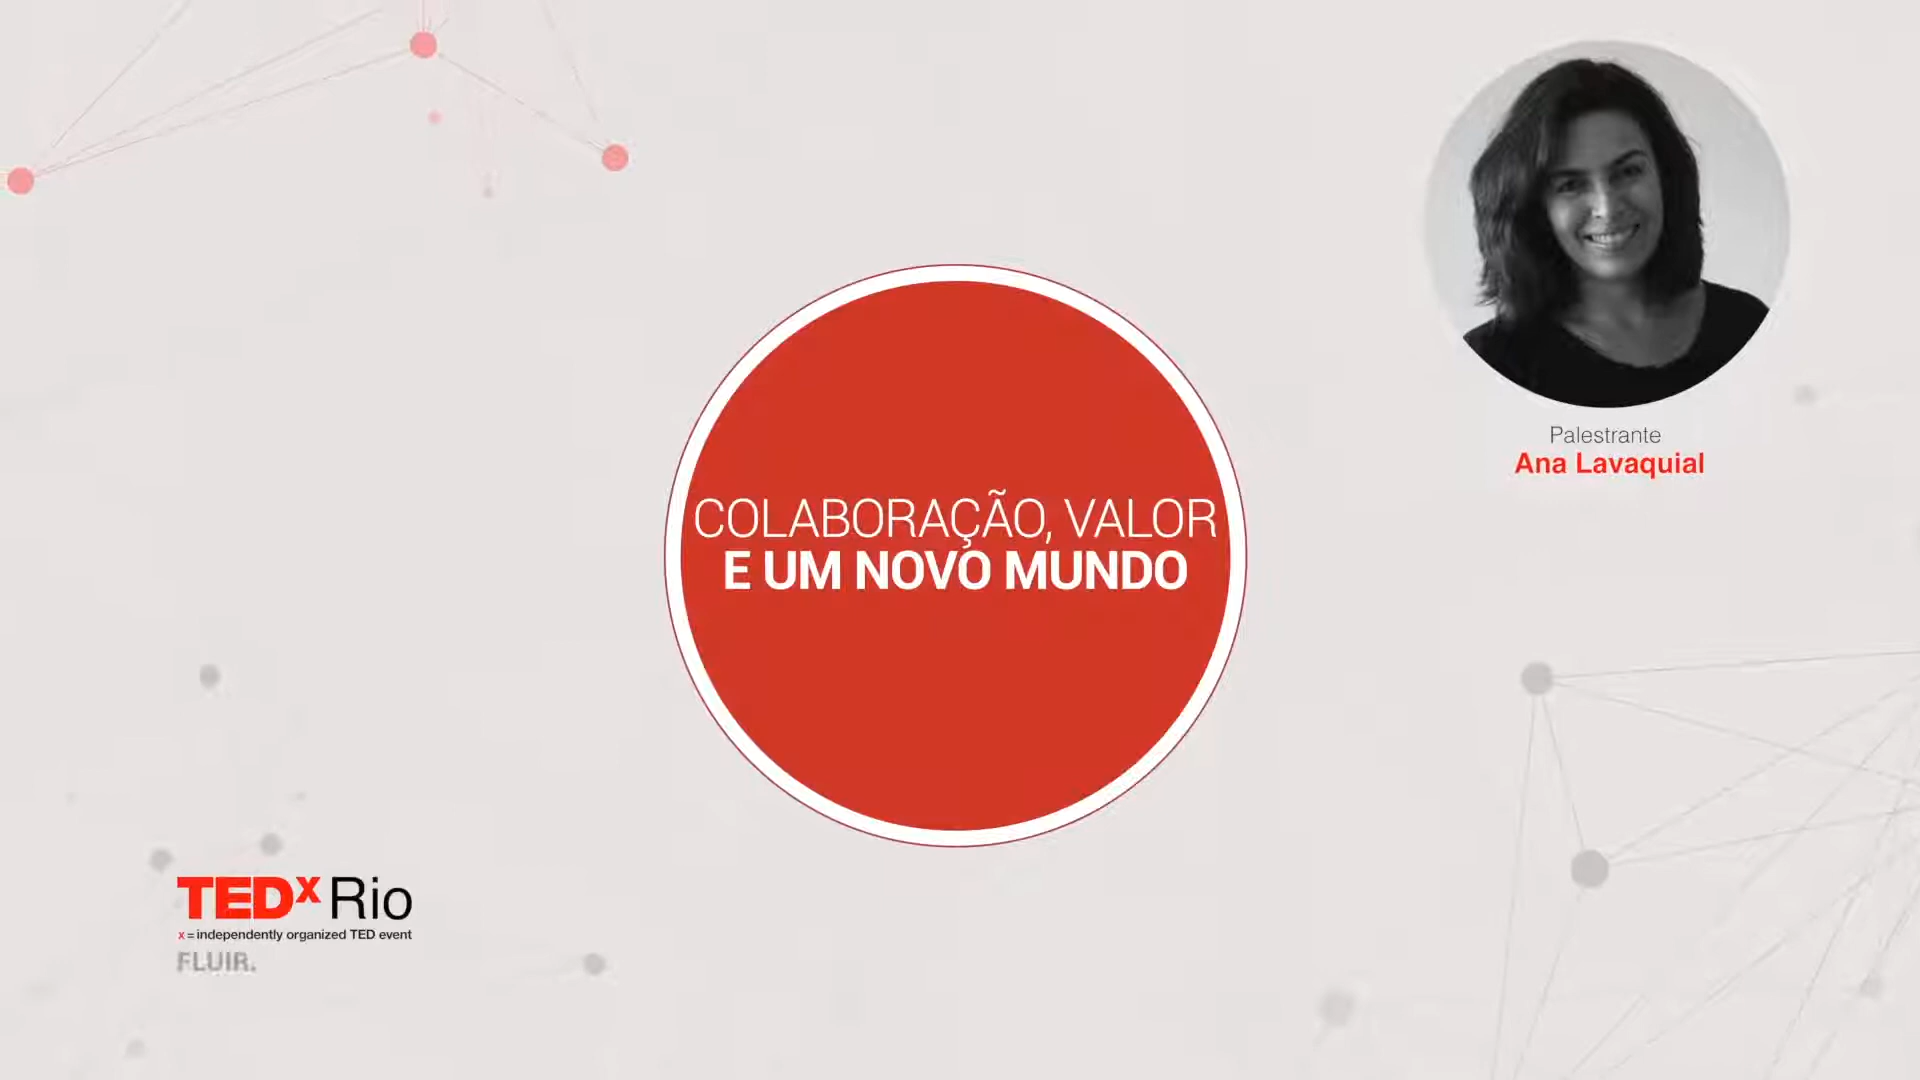 Palestrante
Ana Lavaquial
COLABORAÇÃO, VALOR
E UM NOVO MUNDO
TEDx Rio
x = independently organized TED event
FLUIR.